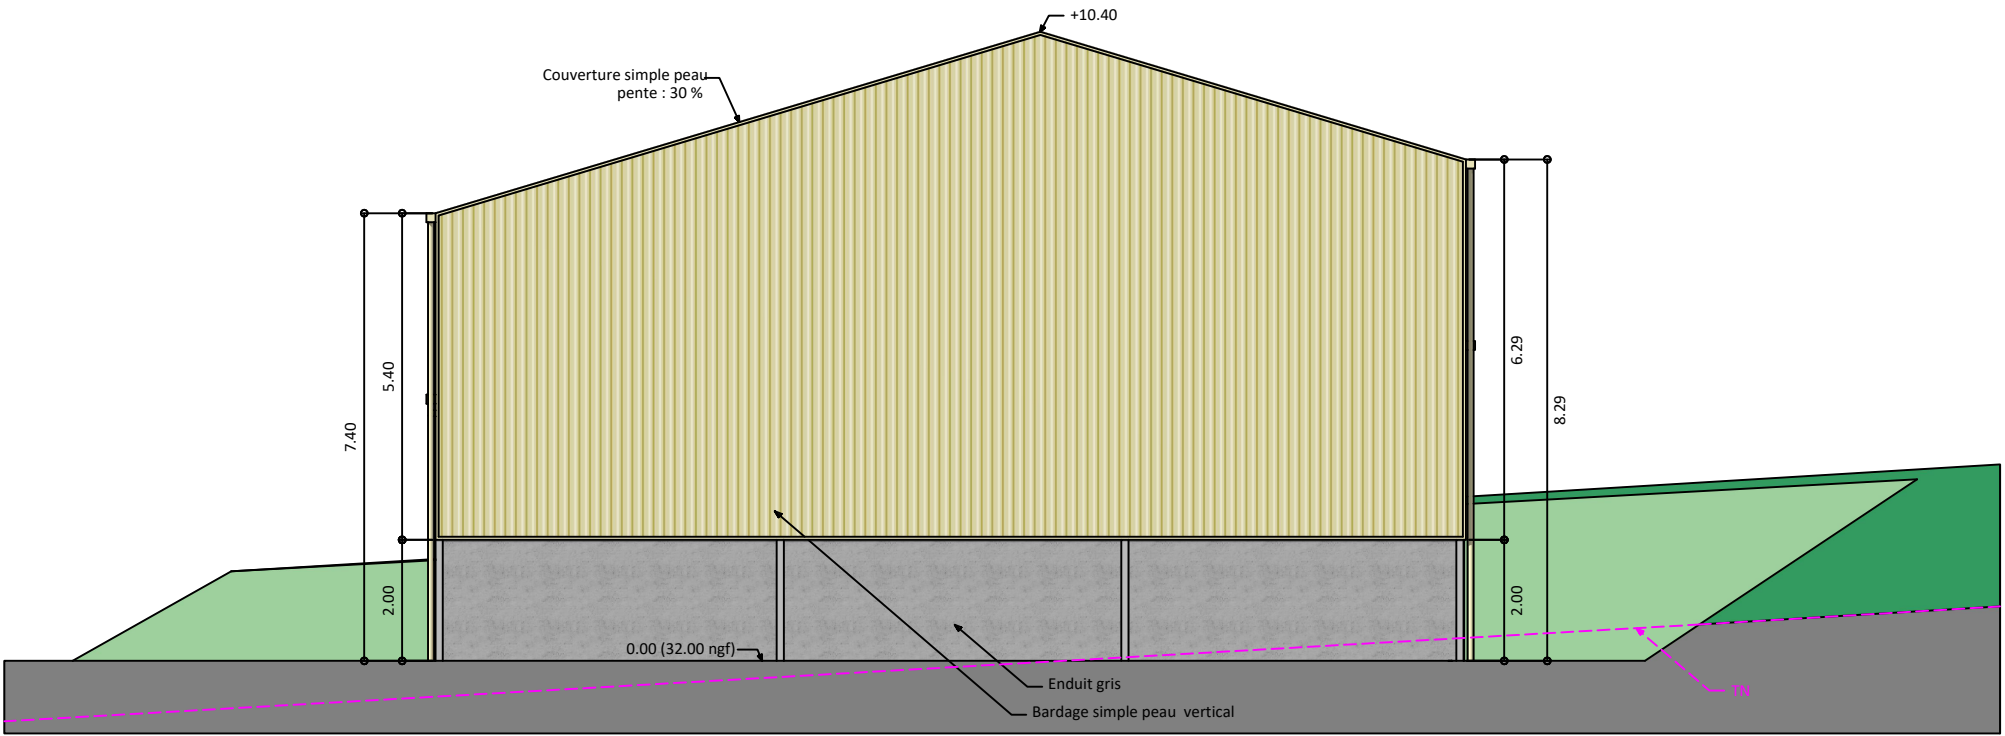 +10.40
Couverture simple peau
pente : 30 %
5.40
7.40
2.00
6.29
8.29
2.00
0.00 (32.00 ngf)
Enduit gris
TN
Bardage simple peau vertical